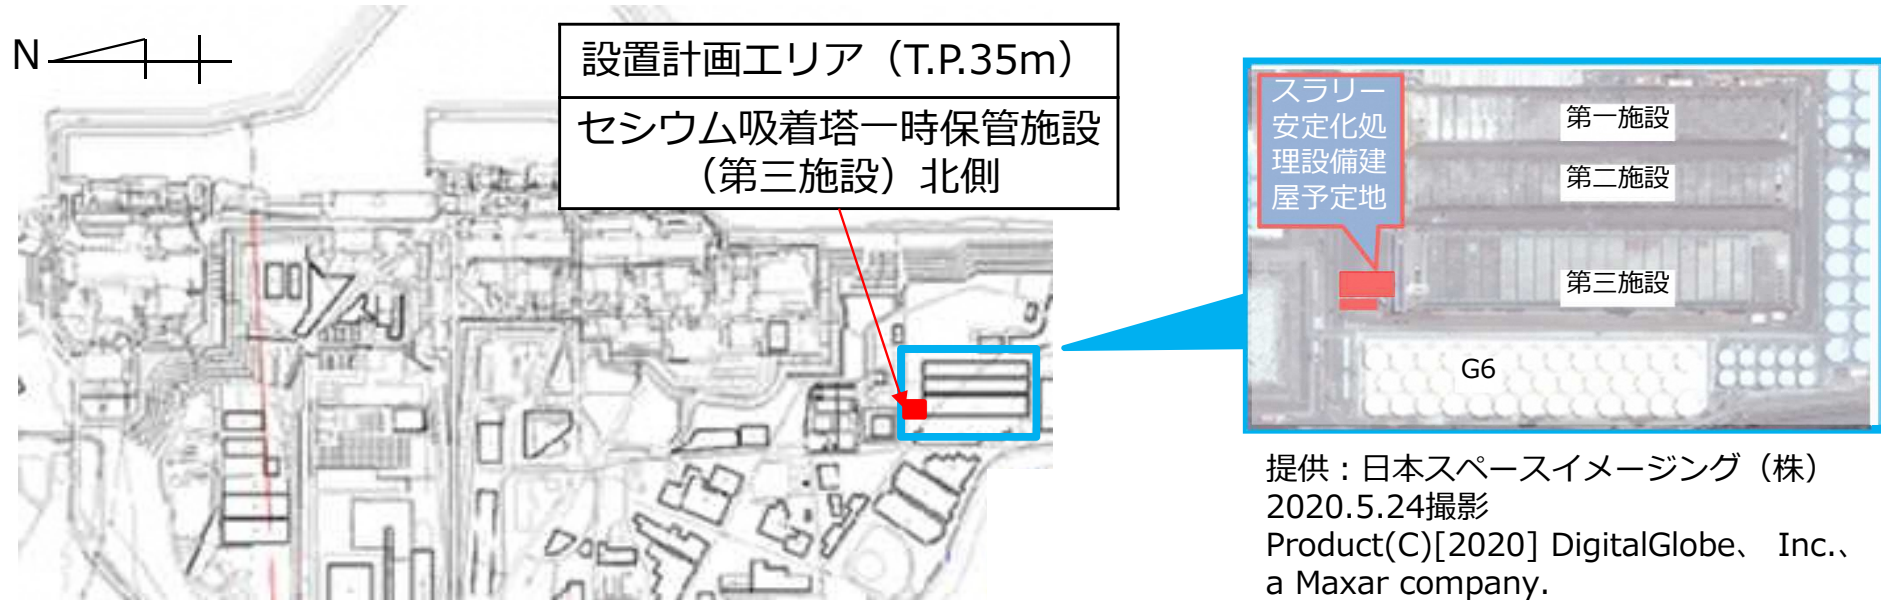 N
設置計画エリア（T.P.35m）
セシウム吸着塔一時保管施設
（第三施設）北側
スラリー
安定化処
理設備建
屋予定地
第一施設
第二施設
第三施設
G6
提供：日本スペースイメージング（株）
2020.5.24撮影
Product(C)[2020] DigitalGlobe、 Inc.、
a Maxar company.